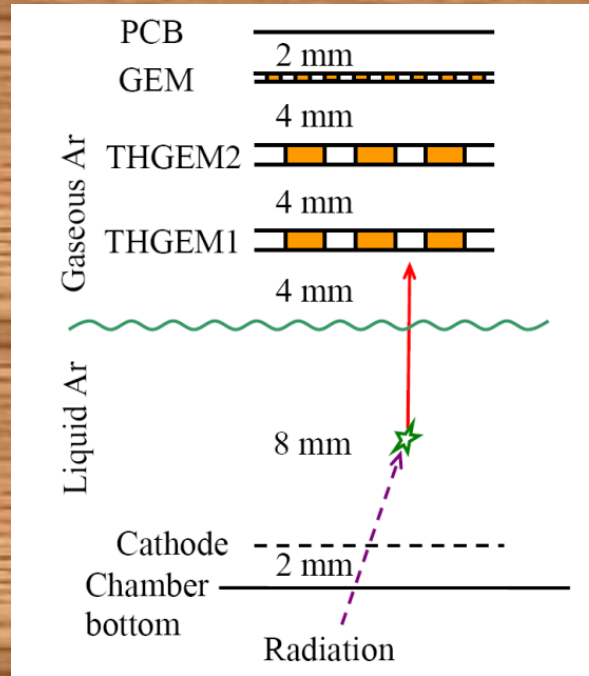 PCB
2 mm
GEM
4 mm
THGEM2
4 mm
THGEM1
4 mm
Gaseous Ar
Liquid Ar
8 mm
Cathode
2 mm
Chamber
bottom
Radiation